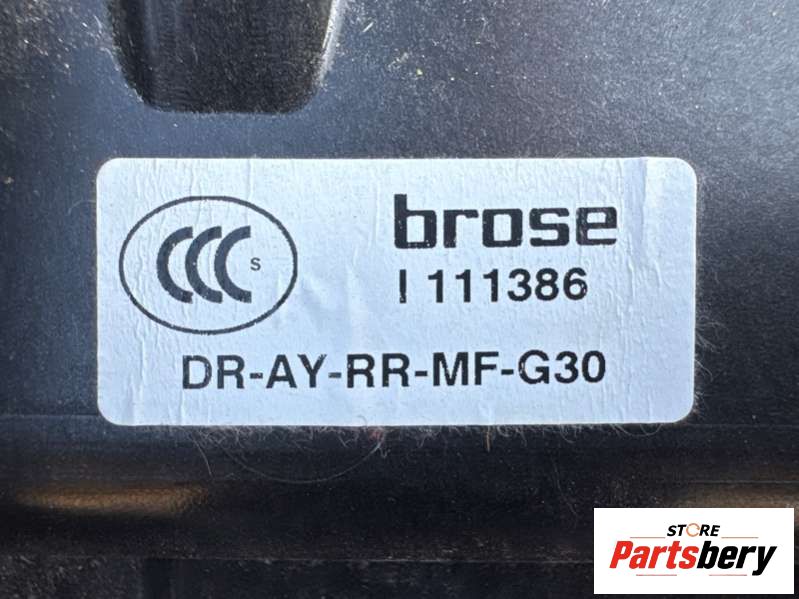 CCC S
brose
I 111386
DR-AY-RR-MF-G30
STORE
Partsbery